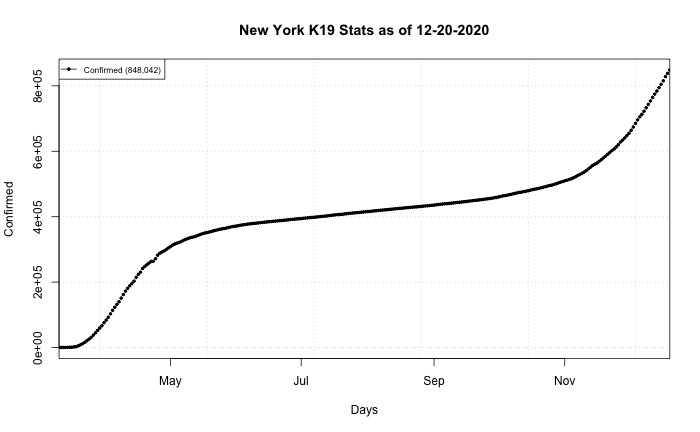 New York K19 Stats as of 12-20-2020
Confirmed (848,042)
Confirmed
8e+05
6e+05
4e+05
2e+05
0e+00
May Jul Sep Nov
Days